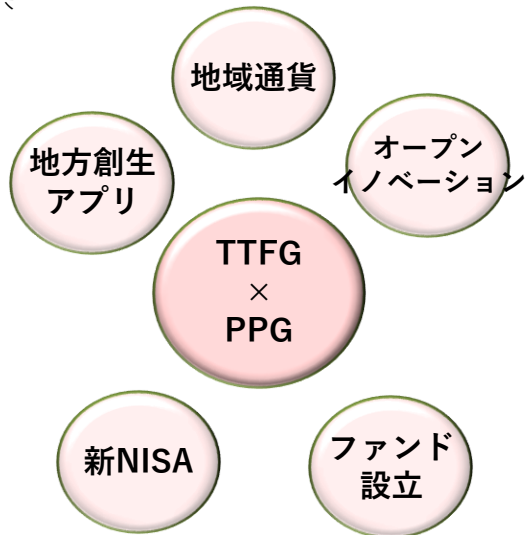 地域通貨
オープン
イノベーション
地方創生
アプリ
TTFG
×
PPG
新NISA
ファンド
設立